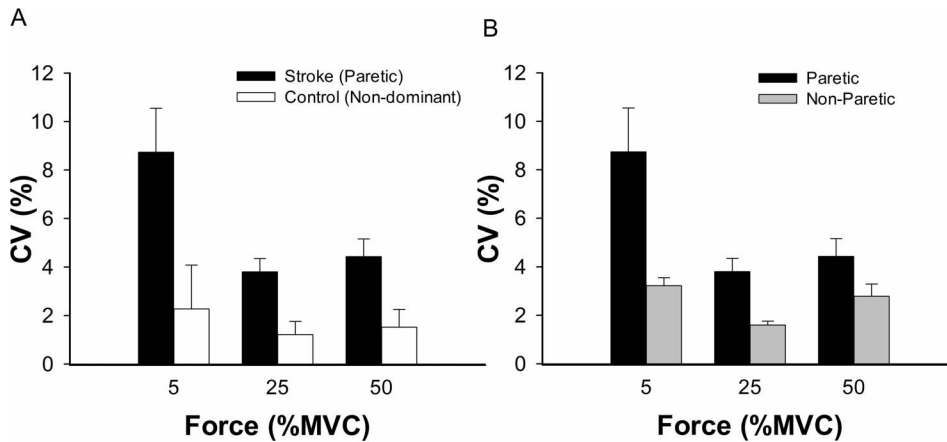 A
CV (%)
12
10
8
6
4
2
0
Stroke (Paretic)
Control (Non-dominant)
5 25 50
Force (%MVC)
B
CV (%)
12
10
8
6
4
2
0
Paretic
Non-Paretic
5 25 50
Force (%MVC)